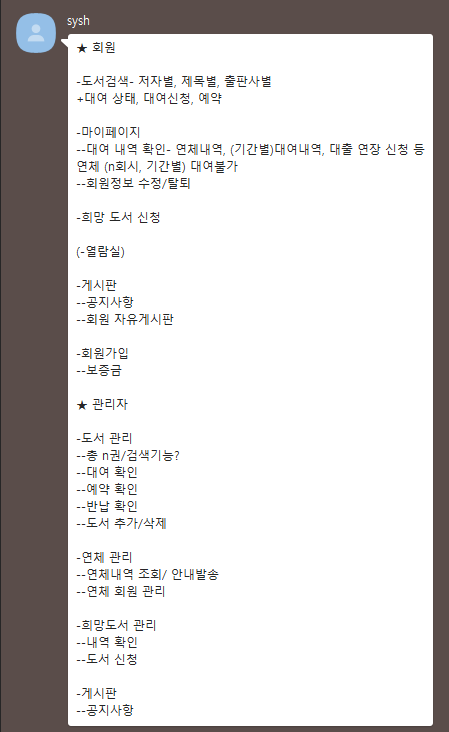 sysh
★ 회원
-도서검색- 저자별, 제목별, 출판사별
+대여 상태, 대여신청, 예약
-마이페이지
--대여 내역 확인- 연체내역, (기간별)대여내역, 대출 연장 신청 등
연체 (n회시, 기간별) 대여불가
--회원정보 수정/탈퇴
-희망 도서 신청
(-열람실)
-게시판
--공지사항
--회원 자유게시판
-회원가입
--보증금
★ 관리자
-도서 관리
--총 n권/검색기능?
--대여 확인
--예약 확인
--반납 확인
--도서 추가/삭제
-연체 관리
--연체내역 조회/ 안내발송
--연체 회원 관리
-희망도서 관리
--내역 확인
--도서 신청
-게시판
--공지사항